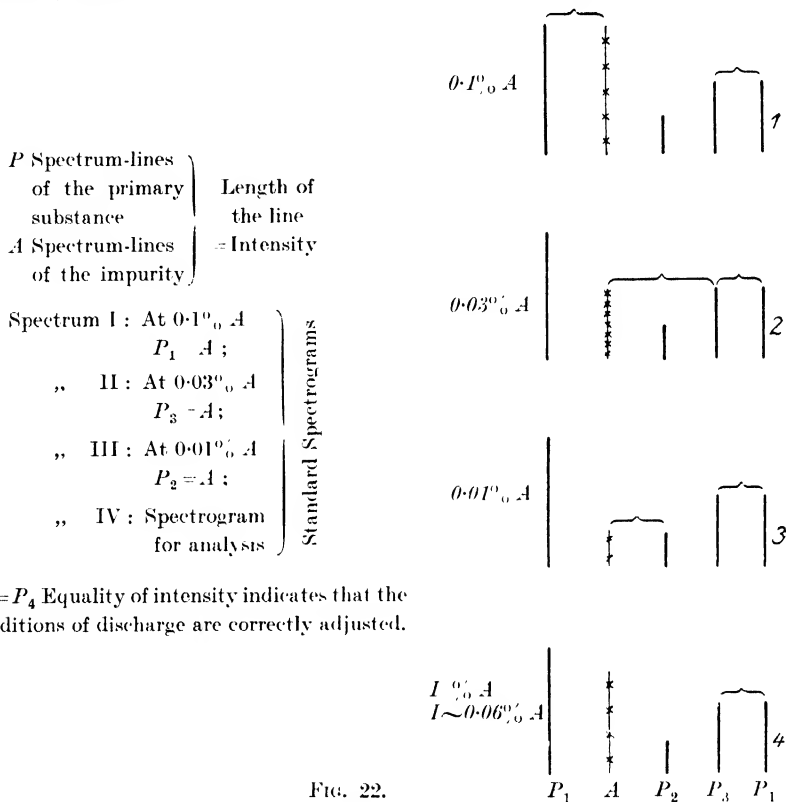 P Spectrum-lines
of the primary
substance
A Spectrum-lines
of the impurity
Length of
the line
=Intensity
Spectrum I : At 0·1% A
P₁ A ;
,, II : At 0·03% A
P₃ -A ;
,, III : At 0·01% A
P₂ =A ;
,, IV : Spectrogram
for analysis
Standard Spectrograms
=P₄ Equality of intensity indicates that the
ditions of discharge are correctly adjusted.
0·1% A
1
0·03% A
2
0·01% A
3
I % A
I~0·06% A
4
P₁ A P₂ P₃ P₁
FIG. 22.